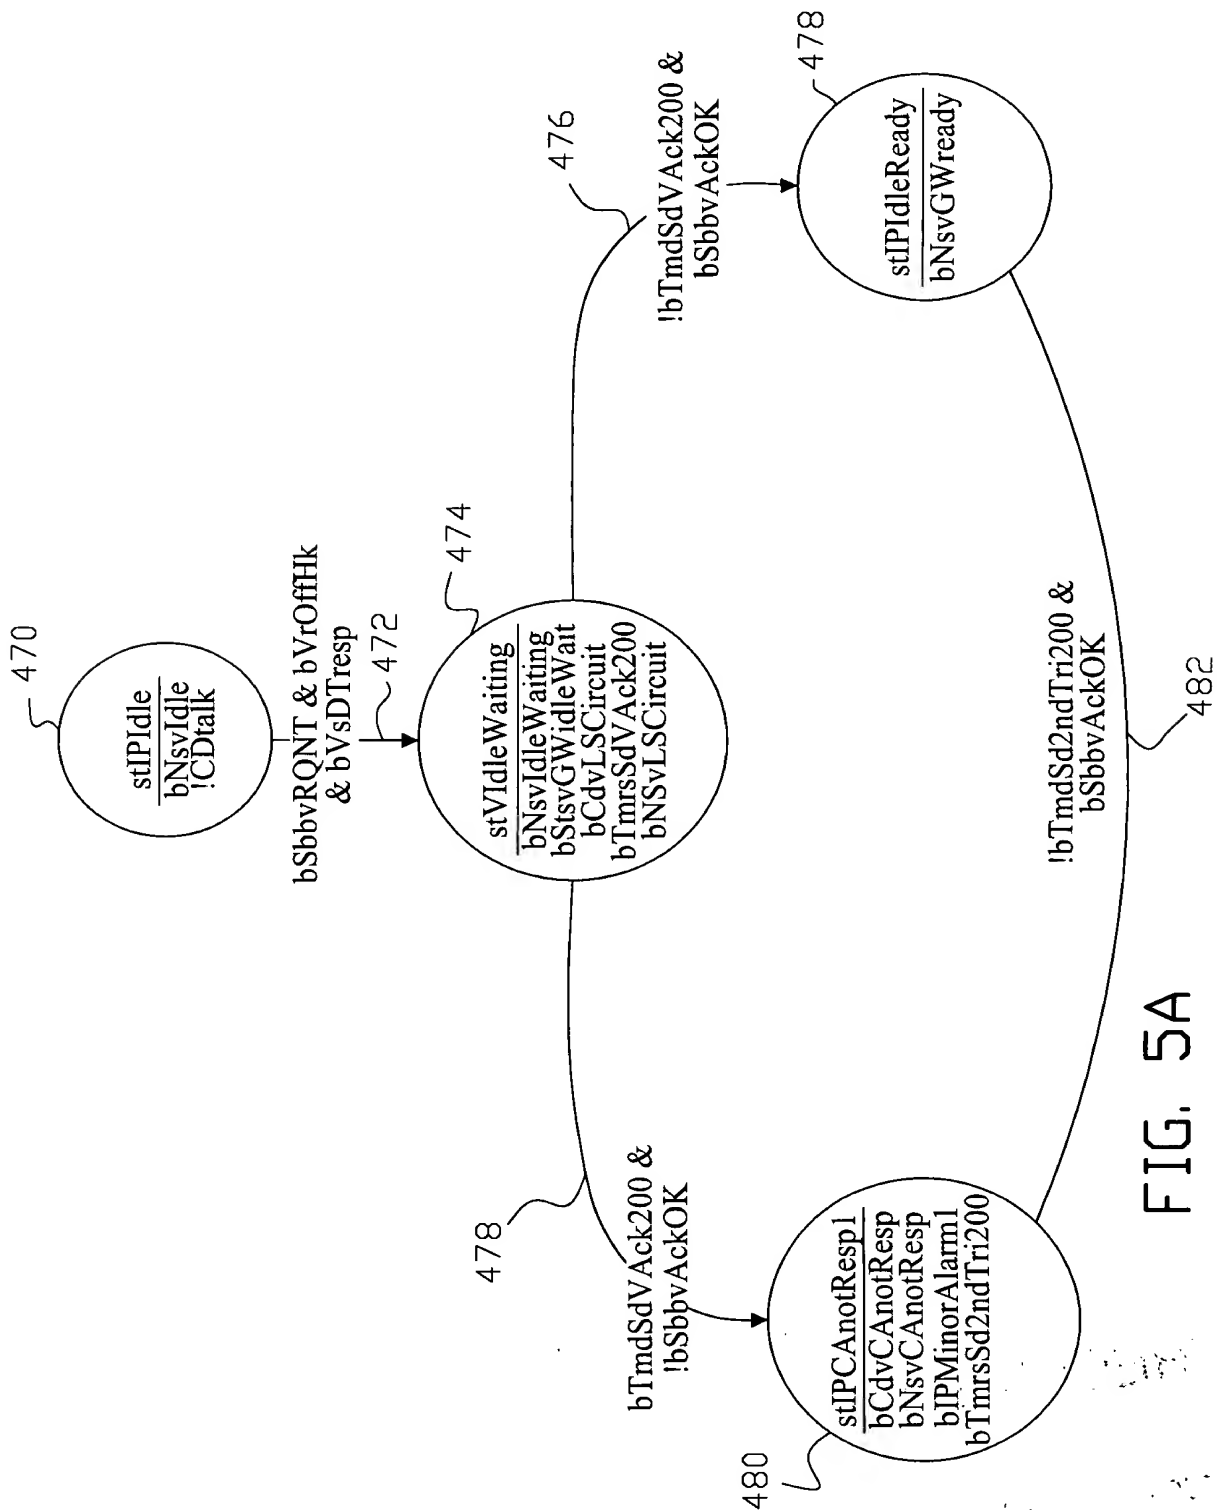 470
stIPIdle
bNsvIdle
!CDtalk
bSbbvRQNT & bVrOffHk
& bVsDTresp
472
474
stVIdleWaiting
bNsvIdleWaiting
bStsvGWidleWait
bCdvLSCircuit
bTmrsSdVAck200
bNSvLSCircuit
476
!bTmdSdVAck200 &
bSbbvAckOK
478
stIPIdleReady
bNsvGWready
478
bTmdSdVAck200 &
!bSbbvAckOK
480
stIPCAnotResp1
bCdvCAnotResp
bNsvCAnotResp
bIPMinorAlarm1
bTmrsSd2ndTri200
!bTmdSd2ndTri200 &
bSbbvAckOK
482
FIG. 5A